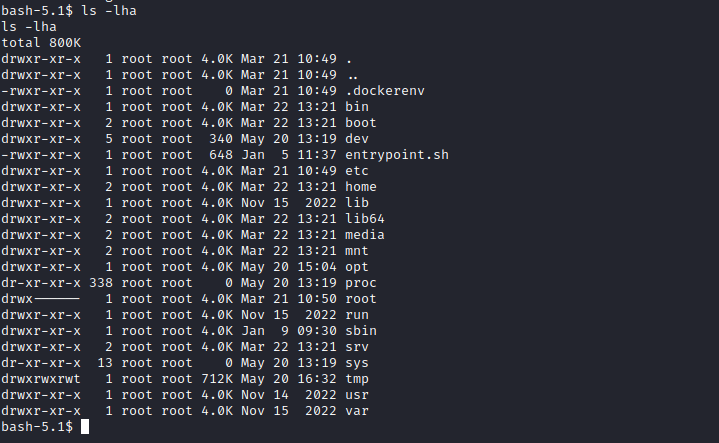 bash-5.1$ ls -lha
ls -lha
total 800K
drwxr-xr-x   1 root root 4.0K Mar 21 10:49 .
drwxr-xr-x   1 root root 4.0K Mar 21 10:49 ..
-rwxr-xr-x   1 root root    0 Mar 21 10:49 .dockerenv
drwxr-xr-x   1 root root 4.0K Mar 22 13:21 bin
drwxr-xr-x   2 root root 4.0K Mar 22 13:21 boot
drwxr-xr-x   5 root root  340 May 20 13:19 dev
-rwxr-xr-x   1 root root  648 Jan  5 11:37 entrypoint.sh
drwxr-xr-x   1 root root 4.0K Mar 21 10:49 etc
drwxr-xr-x   2 root root 4.0K Mar 22 13:21 home
drwxr-xr-x   1 root root 4.0K Nov 15  2022 lib
drwxr-xr-x   2 root root 4.0K Mar 22 13:21 lib64
drwxr-xr-x   2 root root 4.0K Mar 22 13:21 media
drwxr-xr-x   2 root root 4.0K Mar 22 13:21 mnt
drwxr-xr-x   1 root root 4.0K May 20 15:04 opt
dr-xr-xr-x 338 root root    0 May 20 13:19 proc
drwx------   1 root root 4.0K Mar 21 10:50 root
drwxr-xr-x   1 root root 4.0K Nov 15  2022 run
drwxr-xr-x   1 root root 4.0K Jan  9 09:30 sbin
drwxr-xr-x   2 root root 4.0K Mar 22 13:21 srv
dr-xr-xr-x  13 root root    0 May 20 13:19 sys
drwxrwxrwt   1 root root 712K May 20 16:32 tmp
drwxr-xr-x   1 root root 4.0K Nov 14  2022 usr
drwxr-xr-x   1 root root 4.0K Nov 15  2022 var
bash-5.1$